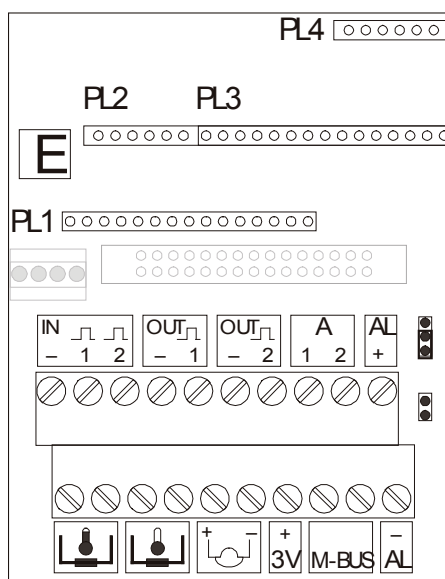 PL4
PL2 PL3
E
PL1
IN OUT OUT A AL
– 1 2 – 1 – 2 1 2 +
+ – + –
3V M-BUS AL